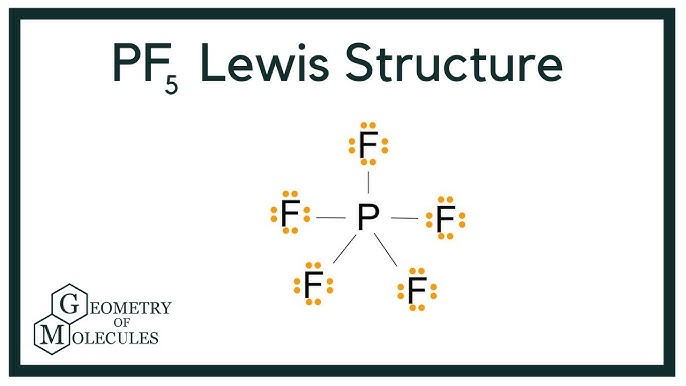 PF₅ Lewis Structure
F
F P F
F F
GEOMETRY
OF
MOLECULES